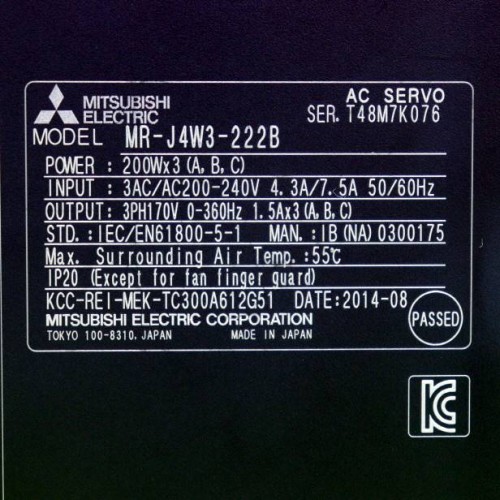 MITSUBISHI
ELECTRIC
AC SERVO
SER. T48M7K076
MODEL MR-J4W3-222B
POWER : 200Wx3 (A, B, C)
INPUT : 3AC/AC200-240V 4.3A/7.5A 50/60Hz
OUTPUT: 3PH170V 0-360Hz 1.5Ax3 (A, B, C)
STD. : IEC/EN61800-5-1 MAN. : IB (NA) 0300175
Max. Surrounding Air Temp. :55℃
IP20 (Except for fan finger guard)
KCC-REI-MEK-TC300A612G51 DATE:2014-08
MITSUBISHI ELECTRIC CORPORATION
TOKYO 100-8310, JAPAN MADE IN JAPAN
PASSED
KC